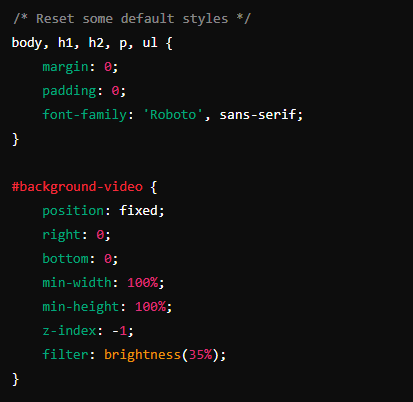 /* Reset some default styles */
body, h1, h2, p, ul {
    margin: 0;
    padding: 0;
    font-family: 'Roboto', sans-serif;
}

#background-video {
    position: fixed;
    right: 0;
    bottom: 0;
    min-width: 100%;
    min-height: 100%;
    z-index: -1;
    filter: brightness(35%);
}